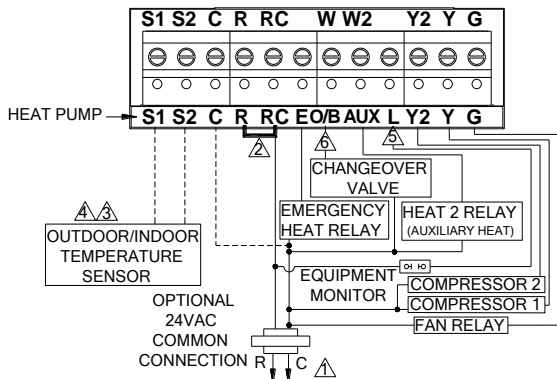 S1 S2 C R RC W W2 Y2 Y G
HEAT PUMP
S1 S2 C R RC E O/B AUX L Y2 Y G
2
6
5
CHANGEOVER
VALVE
4 3
OUTDOOR/INDOOR
TEMPERATURE
SENSOR
EMERGENCY
HEAT RELAY
HEAT 2 RELAY
(AUXILIARY HEAT)
EQUIPMENT
MONITOR
COMPRESSOR 2
COMPRESSOR 1
FAN RELAY
OPTIONAL
24VAC
COMMON
CONNECTION
R C
1